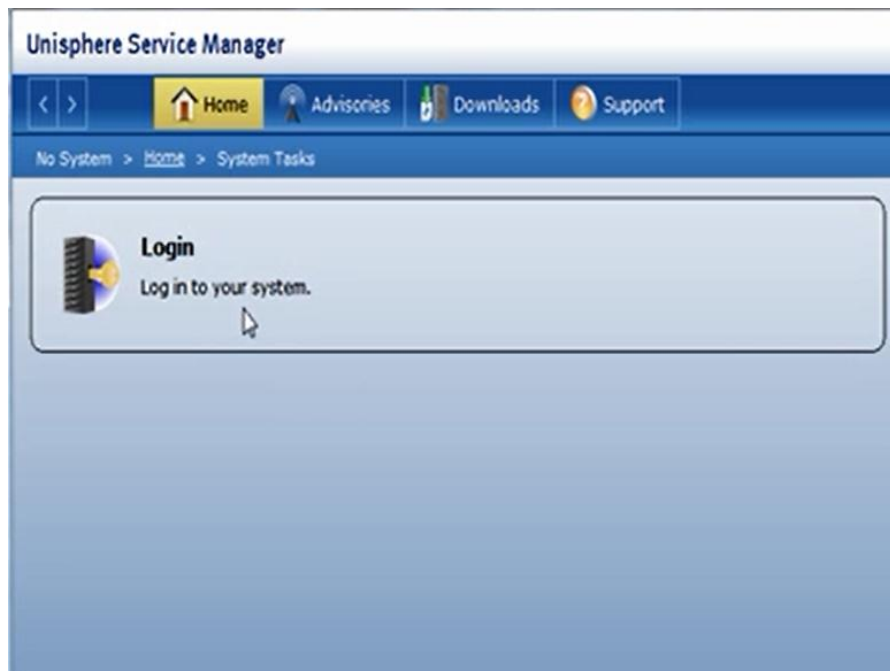 Unisphere Service Manager
< > Home Advisories Downloads Support
No System > Home > System Tasks
Login
Log in to your system.